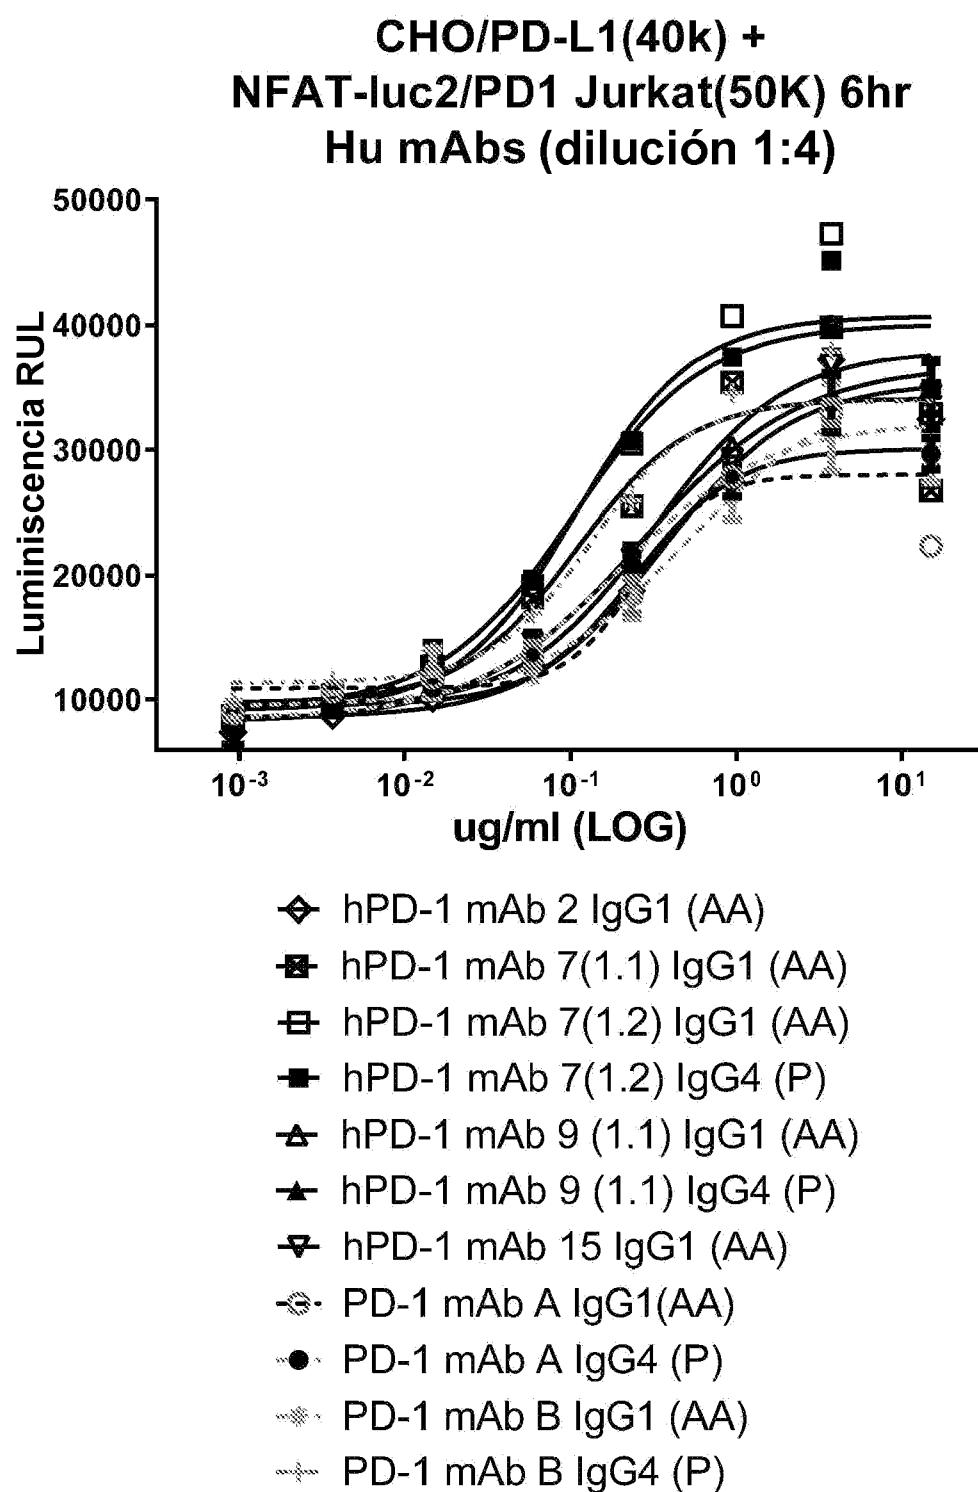 CHO/PD-L1(40k) +
NFAT-luc2/PD1 Jurkat(50K) 6hr
Hu mAbs (dilución 1:4)
50000
40000
30000
20000
10000
Luminiscencia RUL
10⁻³ 10⁻² 10⁻¹ 10⁰ 10¹
ug/ml (LOG)
hPD-1 mAb 2 IgG1 (AA)
hPD-1 mAb 7(1.1) IgG1 (AA)
hPD-1 mAb 7(1.2) IgG1 (AA)
hPD-1 mAb 7(1.2) IgG4 (P)
hPD-1 mAb 9 (1.1) IgG1 (AA)
hPD-1 mAb 9 (1.1) IgG4 (P)
hPD-1 mAb 15 IgG1 (AA)
PD-1 mAb A IgG1(AA)
PD-1 mAb A IgG4 (P)
PD-1 mAb B IgG1 (AA)
PD-1 mAb B IgG4 (P)